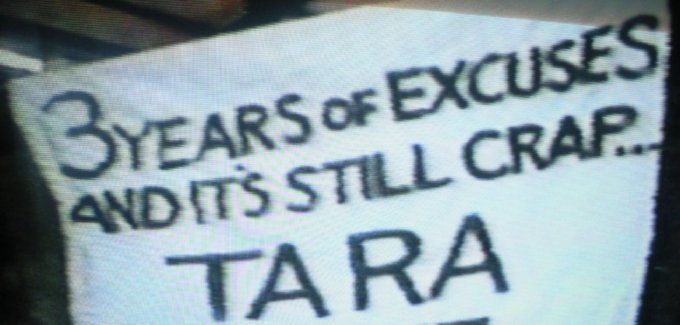 3 YEARS OF EXCUSES
AND IT'S STILL CRAP...
TARA